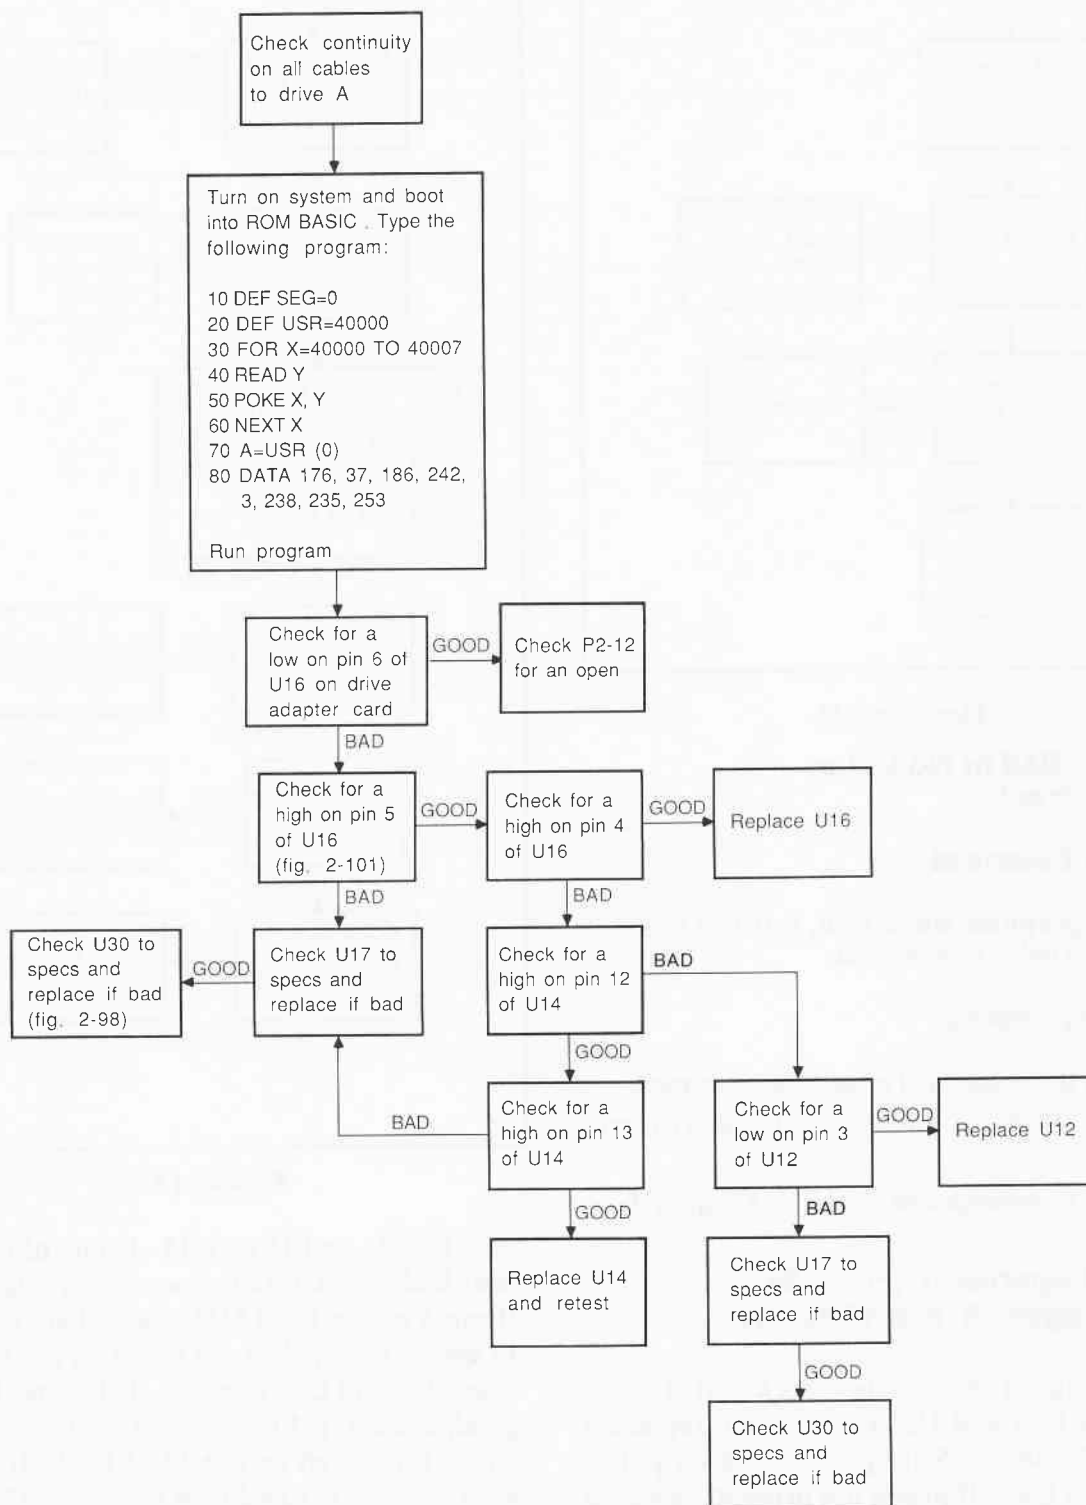 Check continuity
on all cables
to drive A
Turn on system and boot
into ROM BASIC . Type the
following program:
10 DEF SEG=0
20 DEF USR=40000
30 FOR X=40000 TO 40007
40 READ Y
50 POKE X, Y
60 NEXT X
70 A=USR (0)
80 DATA 176, 37, 186, 242,
3, 238, 235, 253
Run program
Check for a
low on pin 6 of
U16 on drive
adapter card
GOOD
Check P2-12
for an open
BAD
Check for a
high on pin 5
of U16
(fig. 2-101)
GOOD
Check for a
high on pin 4
of U16
GOOD
Replace U16
BAD
BAD
Check U30 to
specs and
replace if bad
(fig. 2-98)
GOOD
Check U17 to
specs and
replace if bad
Check for a
high on pin 12
of U14
BAD
GOOD
BAD
Check for a
high on pin 13
of U14
Check for a
low on pin 3
of U12
GOOD
Replace U12
GOOD
BAD
Replace U14
and retest
Check U17 to
specs and
replace if bad
GOOD
Check U30 to
specs and
replace if bad